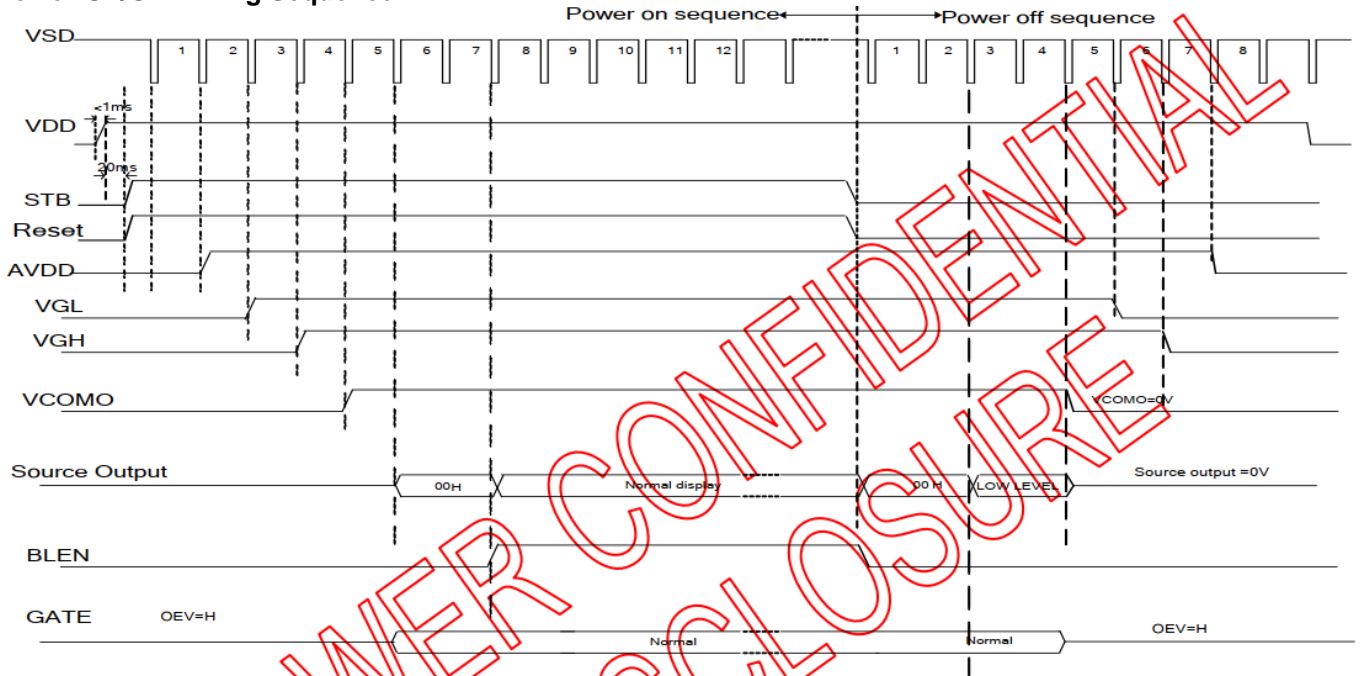 Power on sequence
Power off sequence
VSD
1 2 3 4 5 6 7 8 9 10 11 12 1 2 3 4 5 6 7 8
<1ms
VDD
20ms
STB
Reset
AVDD
VGL
VGH
VCOMO
VCOMO=0V
Source Output
00H
Normal display
00 H
LOW LEVEL
Source output =0V
BLEN
GATE
OEV=H
Normal
Normal
OEV=H
CONFIDENTIAL